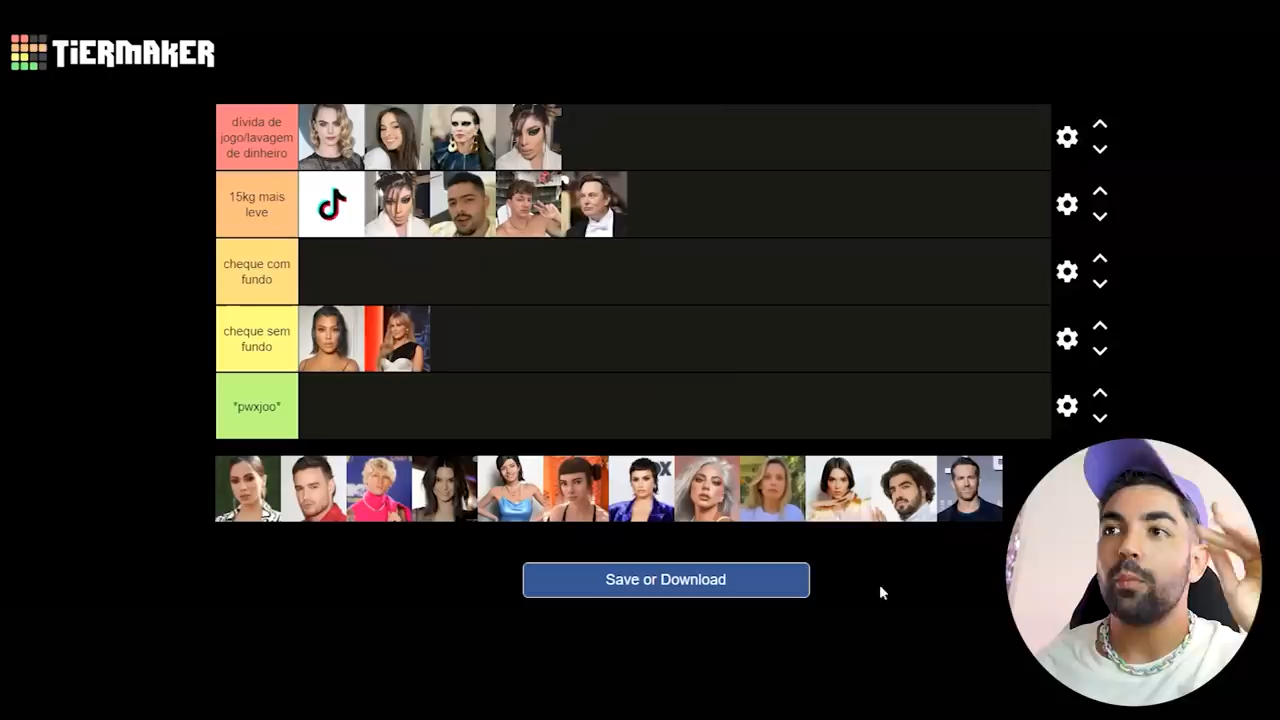 TiERMAKER
dívida de
jogo/lavagem
de dinheiro
15kg mais
leve
cheque com
fundo
cheque sem
fundo
*pwxjoo*
X
Save or Download